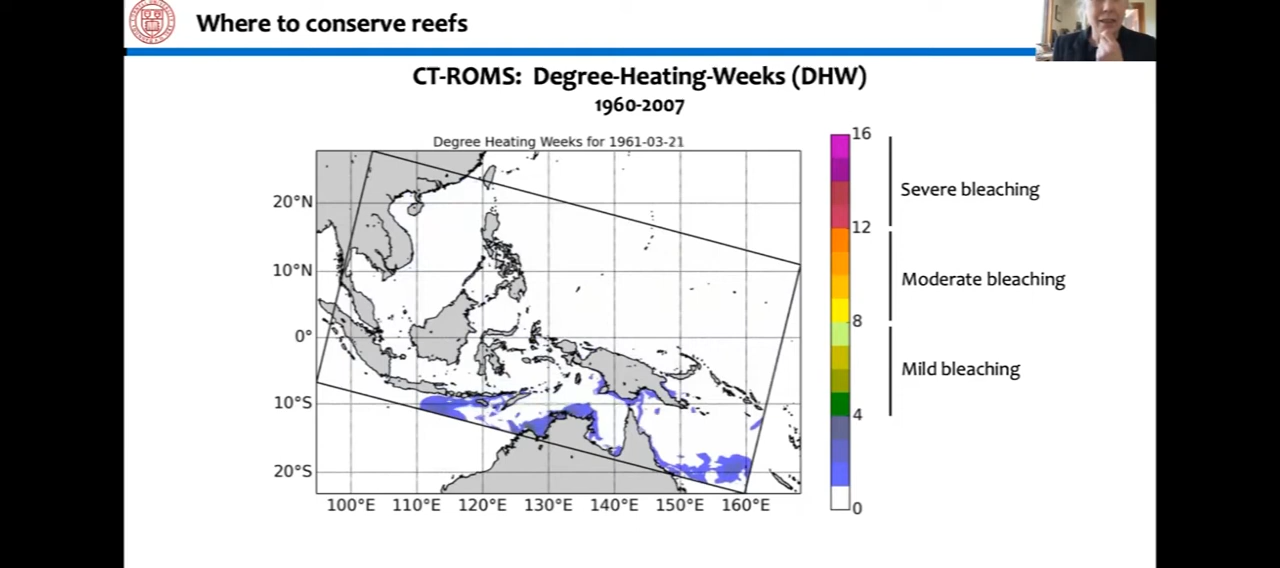 Where to conserve reefs
CT-ROMS: Degree-Heating-Weeks (DHW)
1960-2007
Degree Heating Weeks for 1961-03-21
16
Severe bleaching
20°N
12
Moderate bleaching
10°N
8
0°
Mild bleaching
10°S
4
20°S
0
100°E 110°E 120°E 130°E 140°E 150°E 160°E